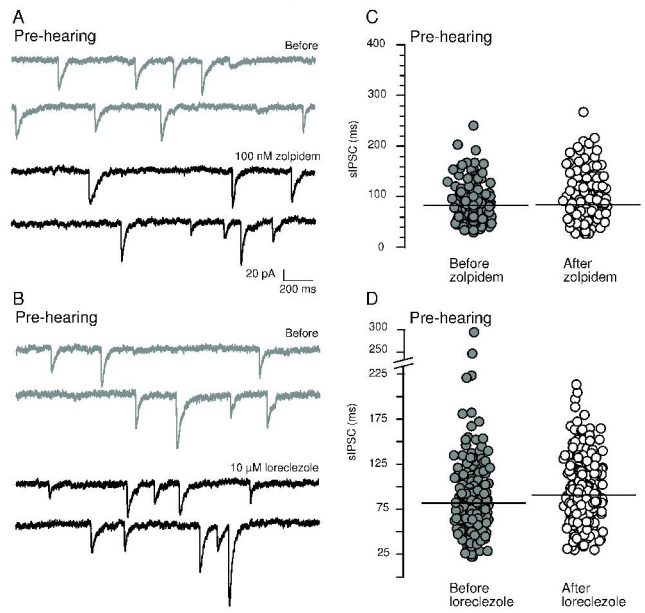 A
Pre-hearing
Before
100 nM zolpidem
20 pA
200 ms
B
Pre-hearing
Before
10 µM loreclezole
C
Pre-hearing
400
300
200
100
0
sIPSC (ms)
Before
zolpidem
After
zolpidem
D
Pre-hearing
300
250
225
175
125
75
25
sIPSC (ms)
Before
loreclezole
After
loreclezole